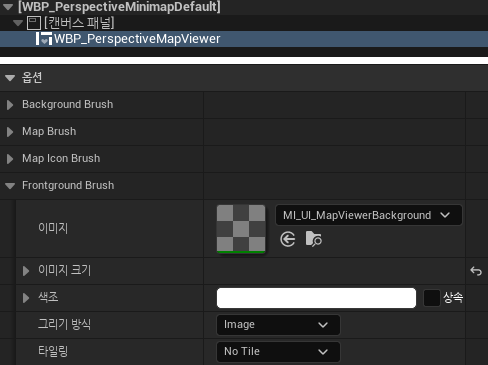 [WBP_PerspectiveMinimapDefault]
[캔버스 패널]
WBP_PerspectiveMapViewer
옵션
Background Brush
Map Brush
Map Icon Brush
Frontground Brush
이미지
MI_UI_MapViewerBackground
이미지 크기
색조
상속
그리기 방식
Image
타일링
No Tile